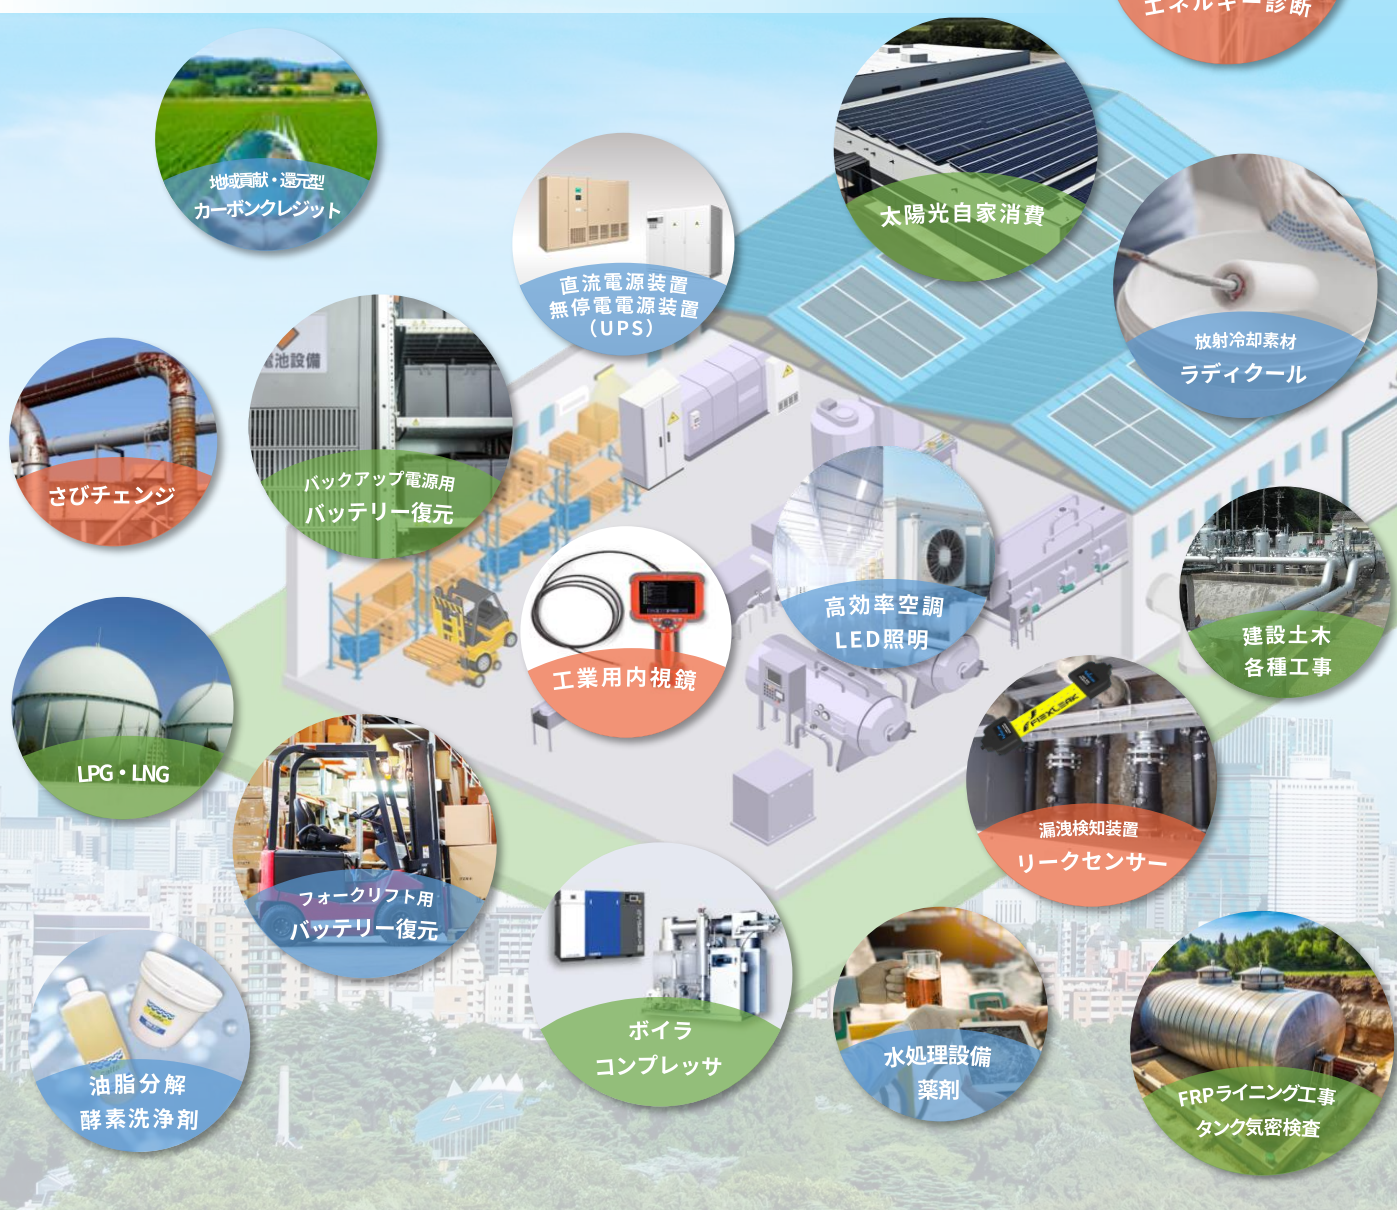 エネルギー診断
地域貢献・還元型
カーボンクレジット
直流電源装置
無停電電源装置
（UPS）
太陽光自家消費
放射冷却素材
ラディクール
電池設備
さびチェンジ
バックアップ電源用
バッテリー復元
工業用内視鏡
高効率空調
LED照明
建設土木
各種工事
LPG・LNG
フォークリフト用
バッテリー復元
FLEXLEAK
漏洩検知装置
リークセンサー
油脂分解
酵素洗浄剤
ボイラ
コンプレッサ
水処理設備
薬剤
FRPライニング工事
タンク気密検査